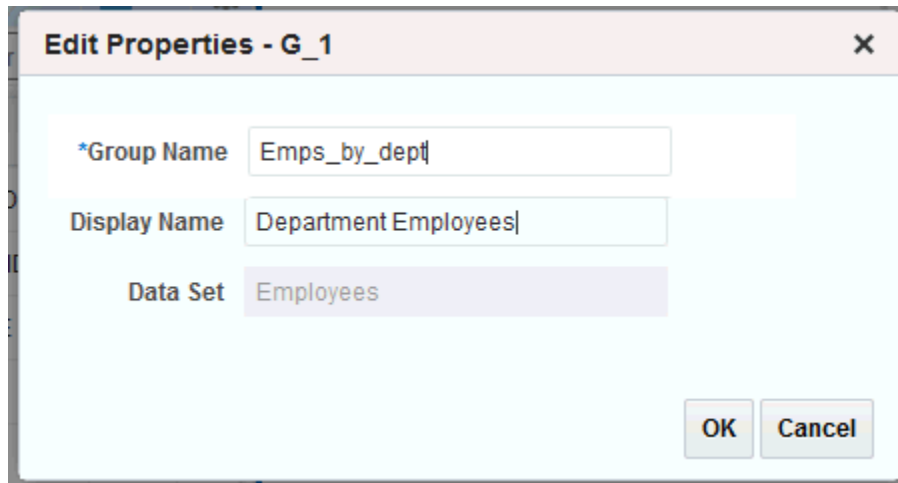 Edit Properties - G_1
*Group Name Emps_by_dept
Display Name Department Employees
Data Set Employees
OK Cancel